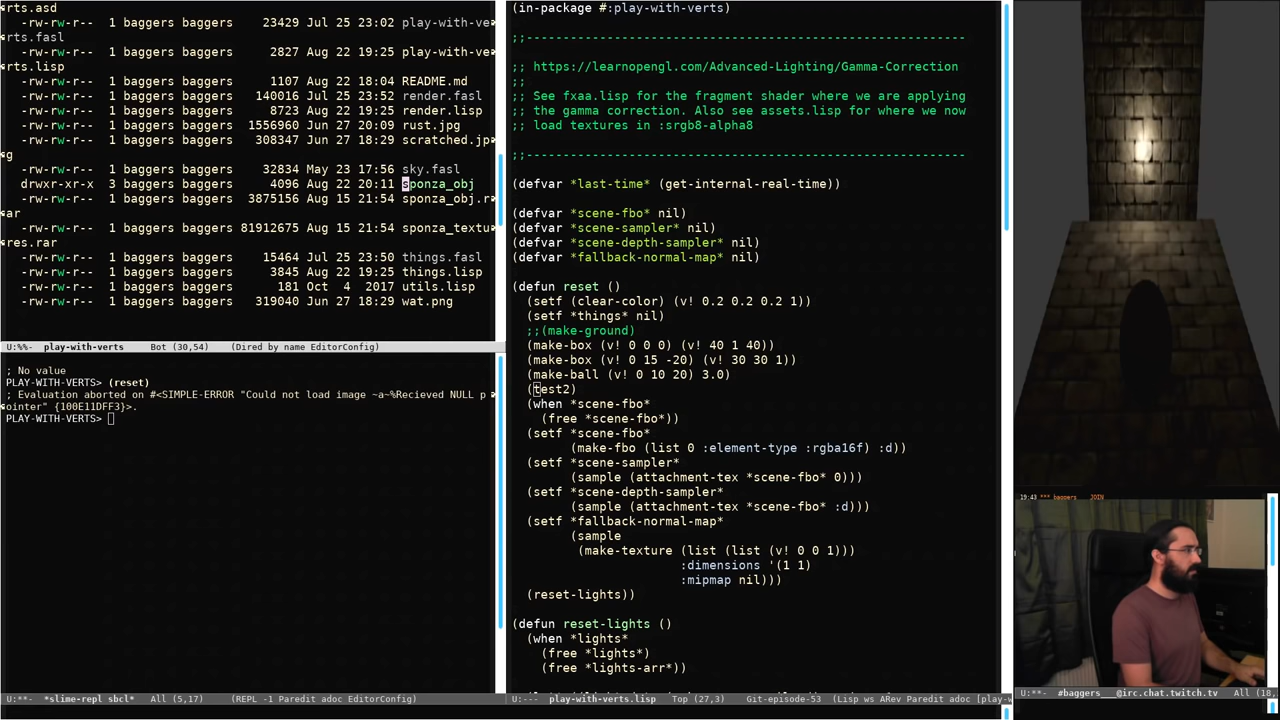 rts.asd
-rw-rw-r-- 1 baggers baggers 23429 Jul 25 23:02 play-with-ve
rts.fasl
-rw-rw-r-- 1 baggers baggers 2827 Aug 22 19:25 play-with-ve
rts.lisp
-rw-rw-r-- 1 baggers baggers 1107 Aug 22 18:04 README.md
-rw-rw-r-- 1 baggers baggers 140016 Jul 25 23:52 render.fasl
-rw-rw-r-- 1 baggers baggers 8723 Aug 22 19:25 render.lisp
-rw-rw-r-- 1 baggers baggers 1556960 Jun 27 20:09 rust.jpg
-rw-rw-r-- 1 baggers baggers 308347 Jun 27 18:29 scratched.jp
g
-rw-rw-r-- 1 baggers baggers 32834 May 23 17:56 sky.fasl
drwxr-xr-x 3 baggers baggers 4096 Aug 22 20:11 sponza_obj
-rw-rw-r-- 1 baggers baggers 3875156 Aug 15 21:54 sponza_obj.r
ar
-rw-rw-r-- 1 baggers baggers 81912675 Aug 15 21:54 sponza_textu
res.rar
-rw-rw-r-- 1 baggers baggers 15464 Jul 25 23:50 things.fasl
-rw-rw-r-- 1 baggers baggers 3845 Aug 22 19:25 things.lisp
-rw-rw-r-- 1 baggers baggers 181 Oct 4 2017 utils.lisp
-rw-rw-r-- 1 baggers baggers 319040 Jun 27 18:29 wat.png
U:%%- play-with-verts Bot (30,54) (Dired by name EditorConfig)
; No value
PLAY-WITH-VERTS> (reset)
; Evaluation aborted on #<SIMPLE-ERROR "Could not load image ~a~%Recieved NULL p
ointer" {100E11DFF3}>.
PLAY-WITH-VERTS>
U:**- *slime-repl sbcl* All (5,17) (REPL -1 Paredit adoc EditorConfig)
(in-package #:play-with-verts)
;;------------------------------------------------------------
;; https://learnopengl.com/Advanced-Lighting/Gamma-Correction
;;
;; See fxaa.lisp for the fragment shader where we are applying
;; the gamma correction. Also see assets.lisp for where we now
;; load textures in :srgb8-alpha8
;;------------------------------------------------------------
(defvar *last-time* (get-internal-real-time))
(defvar *scene-fbo* nil)
(defvar *scene-sampler* nil)
(defvar *scene-depth-sampler* nil)
(defvar *fallback-normal-map* nil)
(defun reset ()
(setf (clear-color) (v! 0.2 0.2 0.2 1))
(setf *things* nil)
;;(make-ground)
(make-box (v! 0 0 0) (v! 40 1 40))
(make-box (v! 0 15 -20) (v! 30 30 1))
(make-ball (v! 0 10 20) 3.0)
(test2)
(when *scene-fbo*
(free *scene-fbo*))
(setf *scene-fbo*
(make-fbo (list 0 :element-type :rgba16f) :d))
(setf *scene-sampler*
(sample (attachment-tex *scene-fbo* 0)))
(setf *scene-depth-sampler*
(sample (attachment-tex *scene-fbo* :d)))
(setf *fallback-normal-map*
(sample
(make-texture (list (list (v! 0 0 1)))
:dimensions '(1 1)
:mipmap nil)))
(reset-lights))
(defun reset-lights ()
(when *lights*
(free *lights*)
(free *lights-arr*))
U:--- play-with-verts.lisp Top (27,3) Git-episode-53 (Lisp ws ARev Paredit adoc [play-w
19:43 *** baggers JOIN
U:**- #baggers___@irc.chat.twitch.tv All (18,